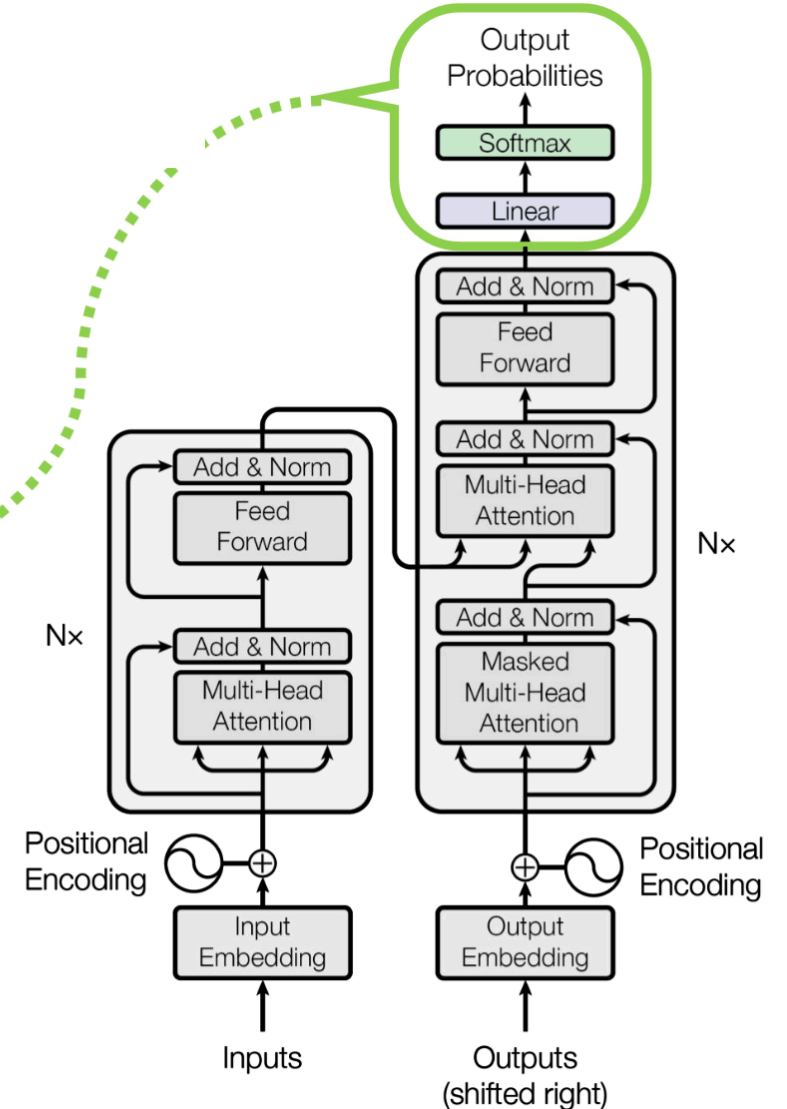 Output
Probabilities
Softmax
Linear
Add & Norm
Feed
Forward
Add & Norm
Multi-Head
Attention
Add & Norm
Masked
Multi-Head
Attention
N×
Add & Norm
Feed
Forward
Add & Norm
Multi-Head
Attention
N×
Positional
Encoding
Positional
Encoding
Input
Embedding
Output
Embedding
Inputs
Outputs
(shifted right)